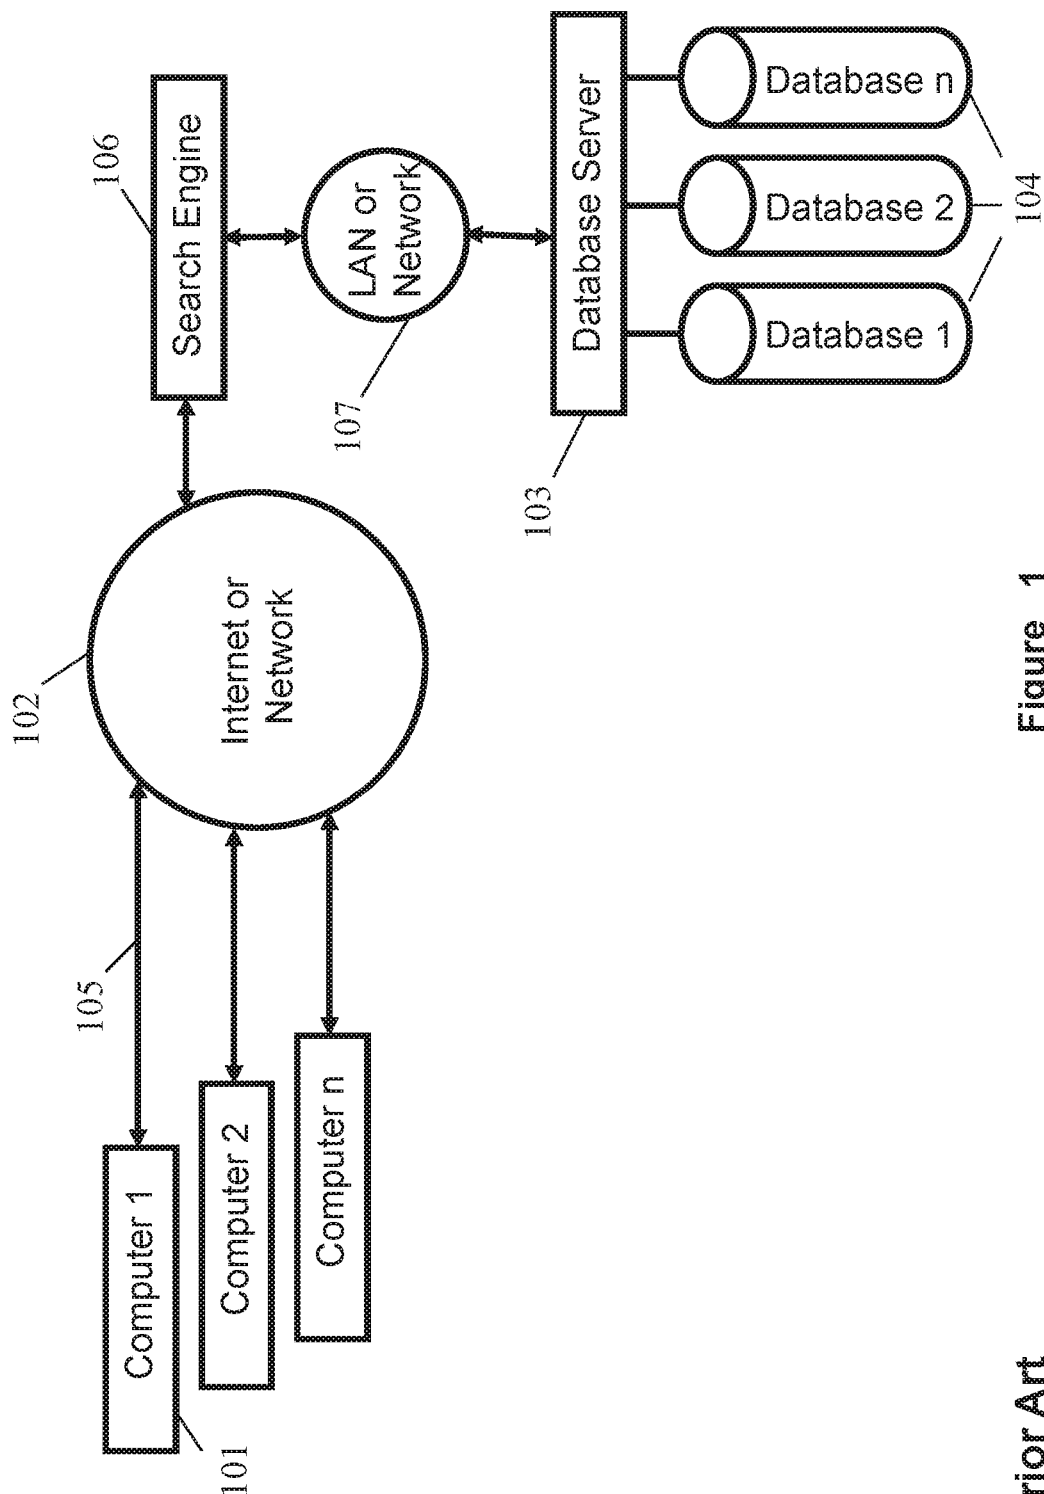 102
106
105
101
Computer 1
Computer 2
Computer n
Internet or
Network
Search Engine
LAN or
Network
107
103
Database Server
Database 1
Database 2
Database n
104
rior Art
Figure 1